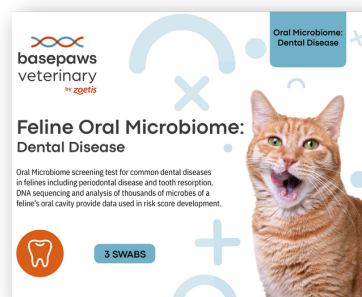 Oral Microbiome:
Dental Disease
basepaws
veterinary
by zoetis
Feline Oral Microbiome:
Dental Disease
Oral Microbiome screening test for common dental diseases
in felines including periodontal disease and tooth resorption.
DNA sequencing and analysis of thousands of microbes of a
feline's oral cavity provide data used in risk score development.
3 SWABS